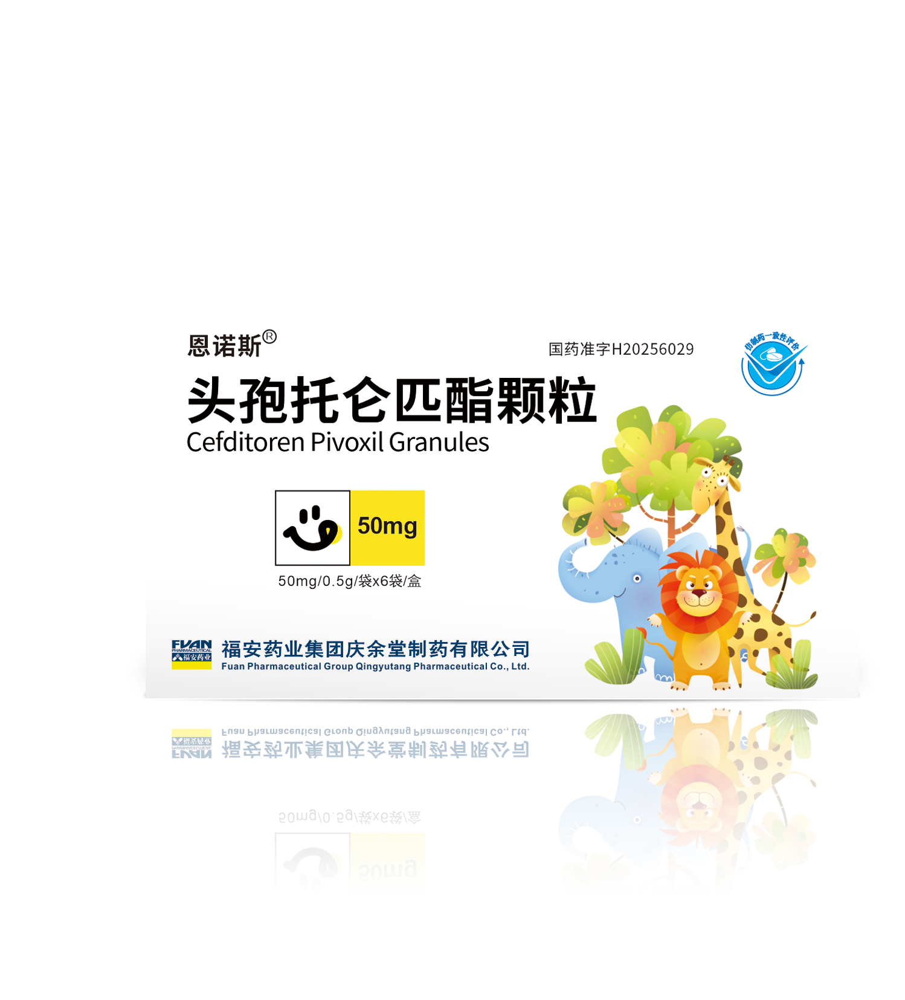 恩诺斯®
国药准字H20256029
仿制药一致性评价
头孢托仑匹酯颗粒
Cefditoren Pivoxil Granules
50mg
50mg/0.5g/袋x6袋/盒
FUAN
PHARMACEUTICAL
福安药业
福安药业集团庆余堂制药有限公司
Fuan Pharmaceutical Group Qingyutang Pharmaceutical Co., Ltd.